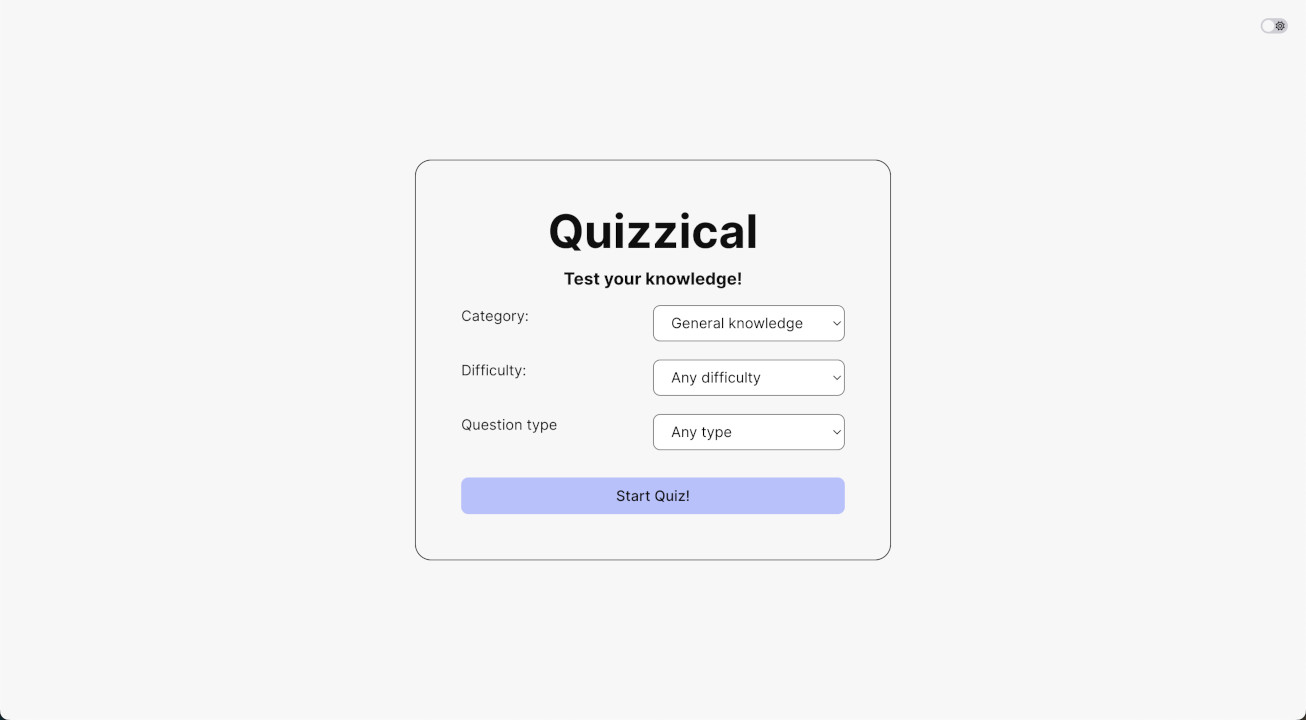 Quizzical
Test your knowledge!
Category:
General knowledge
Difficulty:
Any difficulty
Question type
Any type
Start Quiz!